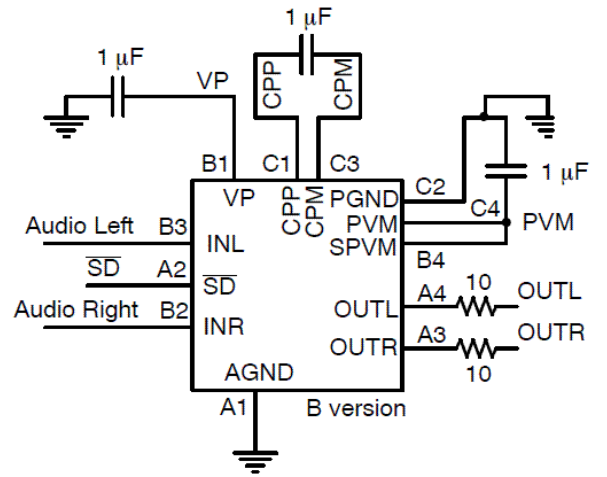 1 μF
1 μF
VP
CPP
CPM
B1
C1
C3
VP
CPP
CPM
PGND
C2
1 μF
PVM
C4
PVM
SPVM
B4
Audio Left
B3
INL
SD
A2
SD
Audio Right
B2
INR
OUTL
A4
10
OUTL
OUTR
A3
10
OUTR
AGND
A1
B version